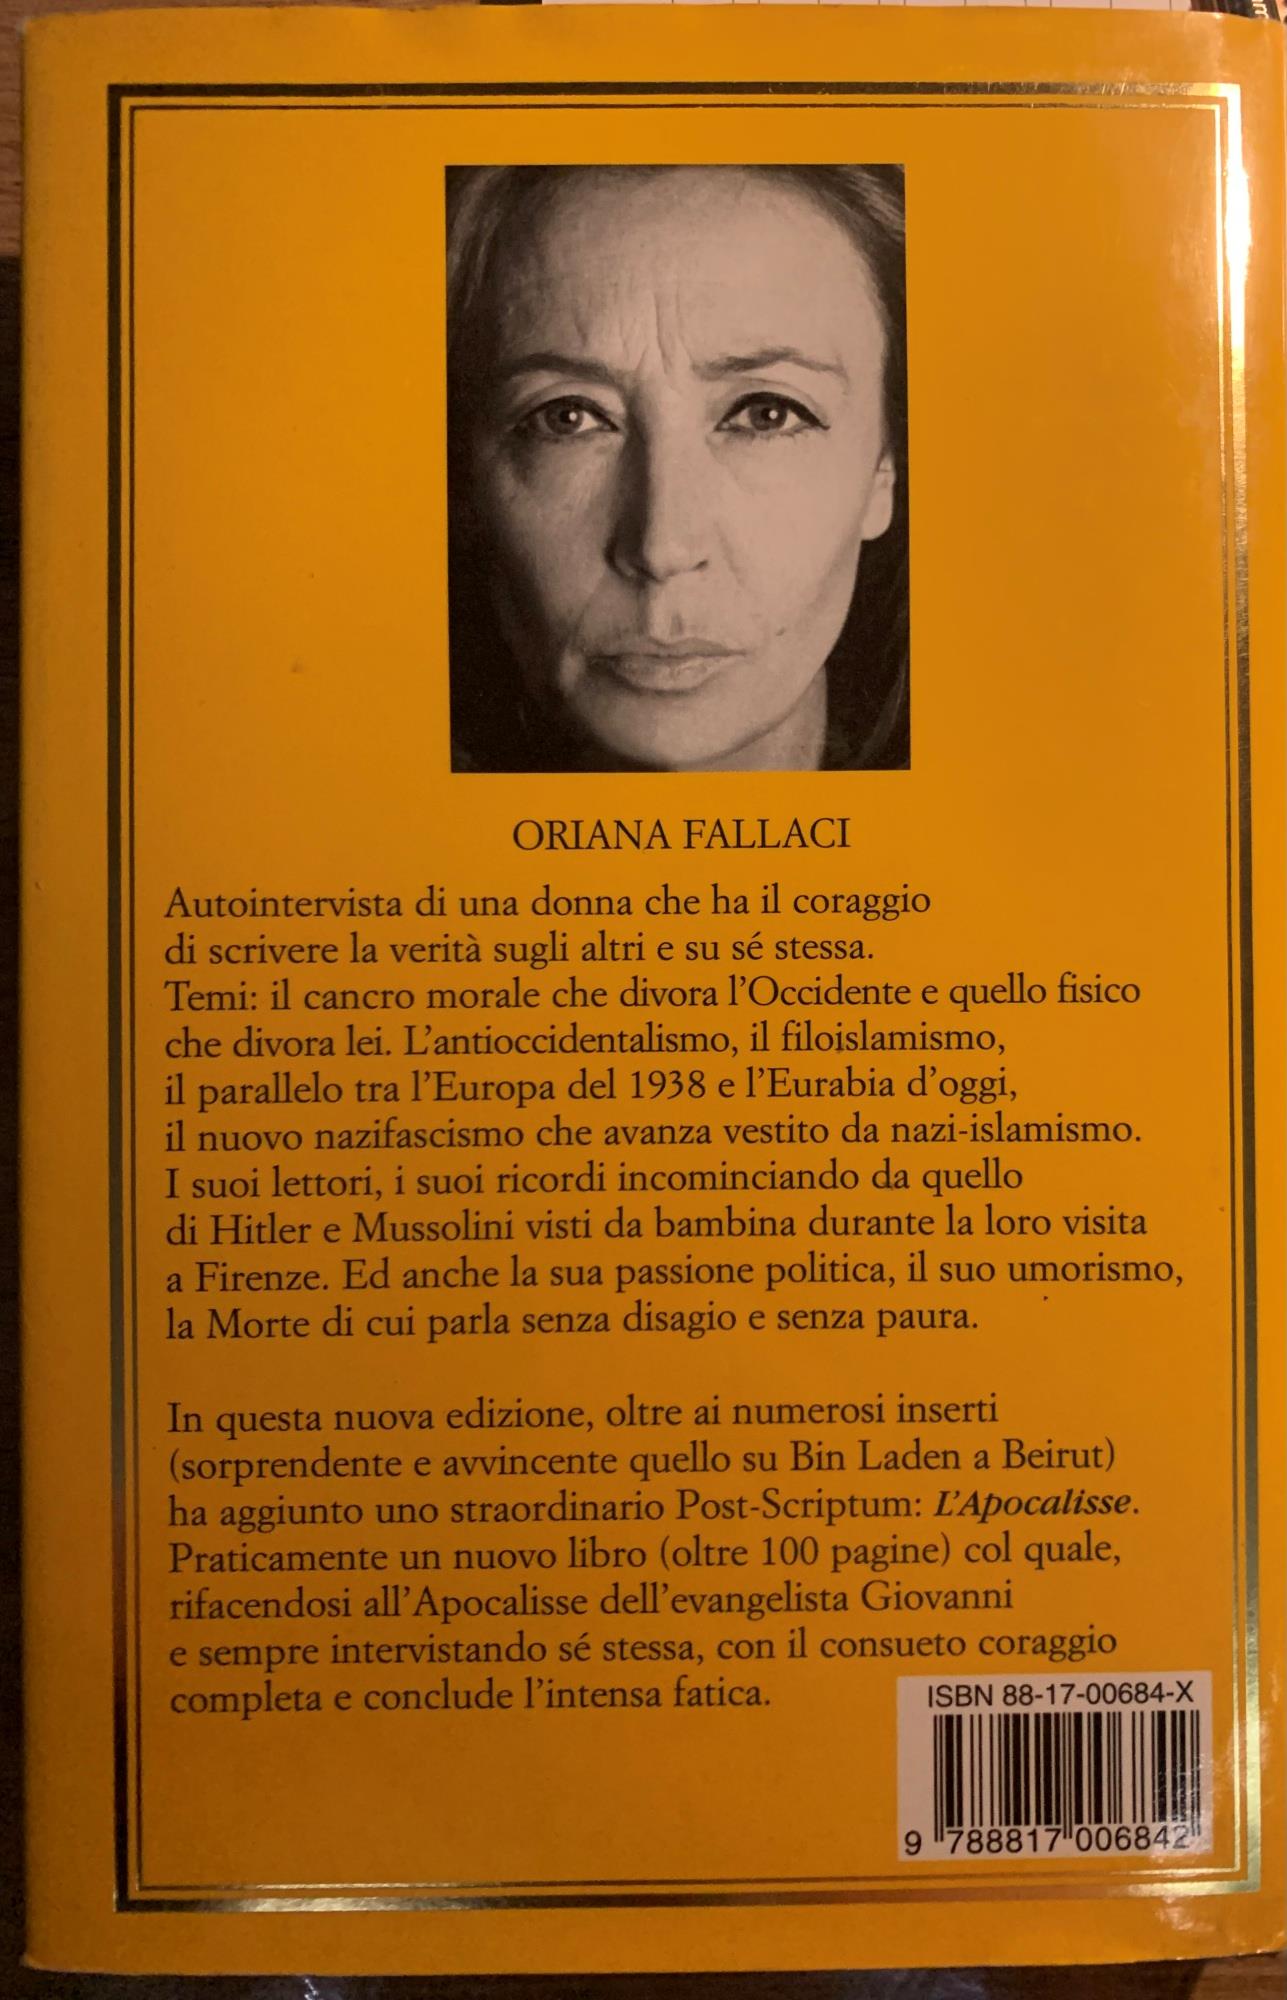 ORIANA FALLACI
Autointervista di una donna che ha il coraggio
di scrivere la verità sugli altri e su sé stessa.
Temi: il cancro morale che divora l'Occidente e quello fisico
che divora lei. L'antioccidentalismo, il filoislamismo,
il parallelo tra l'Europa del 1938 e l'Eurabia d'oggi,
il nuovo nazifascismo che avanza vestito da nazi-islamismo.
I suoi lettori, i suoi ricordi incominciando da quello
di Hitler e Mussolini visti da bambina durante la loro visita
a Firenze. Ed anche la sua passione politica, il suo umorismo,
la Morte di cui parla senza disagio e senza paura.
In questa nuova edizione, oltre ai numerosi inserti
(sorprendente e avvincente quello su Bin Laden a Beirut)
ha aggiunto uno straordinario Post-Scriptum: L'Apocalisse.
Praticamente un nuovo libro (oltre 100 pagine) col quale,
rifacendosi all'Apocalisse dell'evangelista Giovanni
e sempre intervistando sé stessa, con il consueto coraggio
completa e conclude l'intensa fatica.
ISBN 88-17-00684-X
9 788817 006842